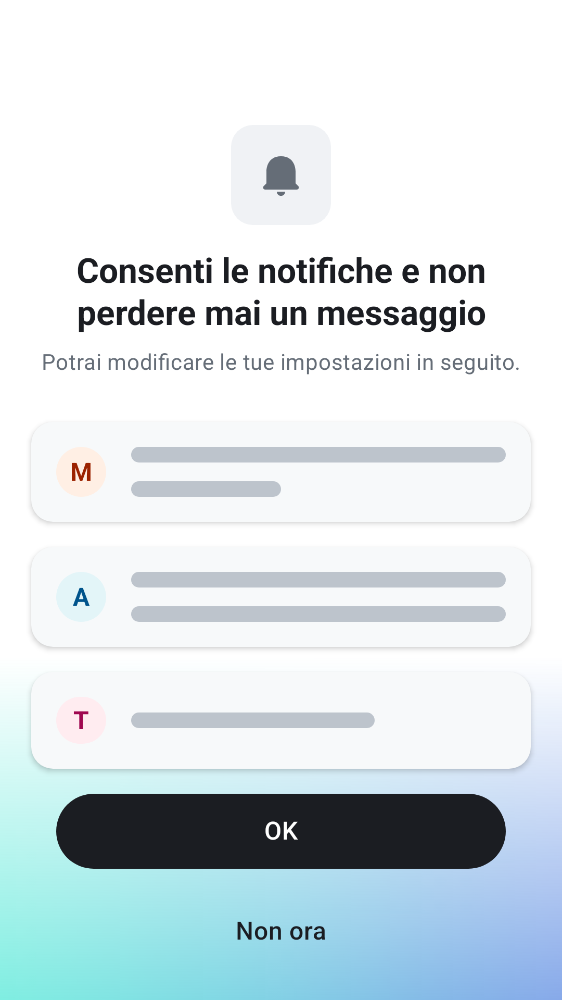 Consenti le notifiche e non
perdere mai un messaggio
Potrai modificare le tue impostazioni in seguito.
M
A
T
OK
Non ora